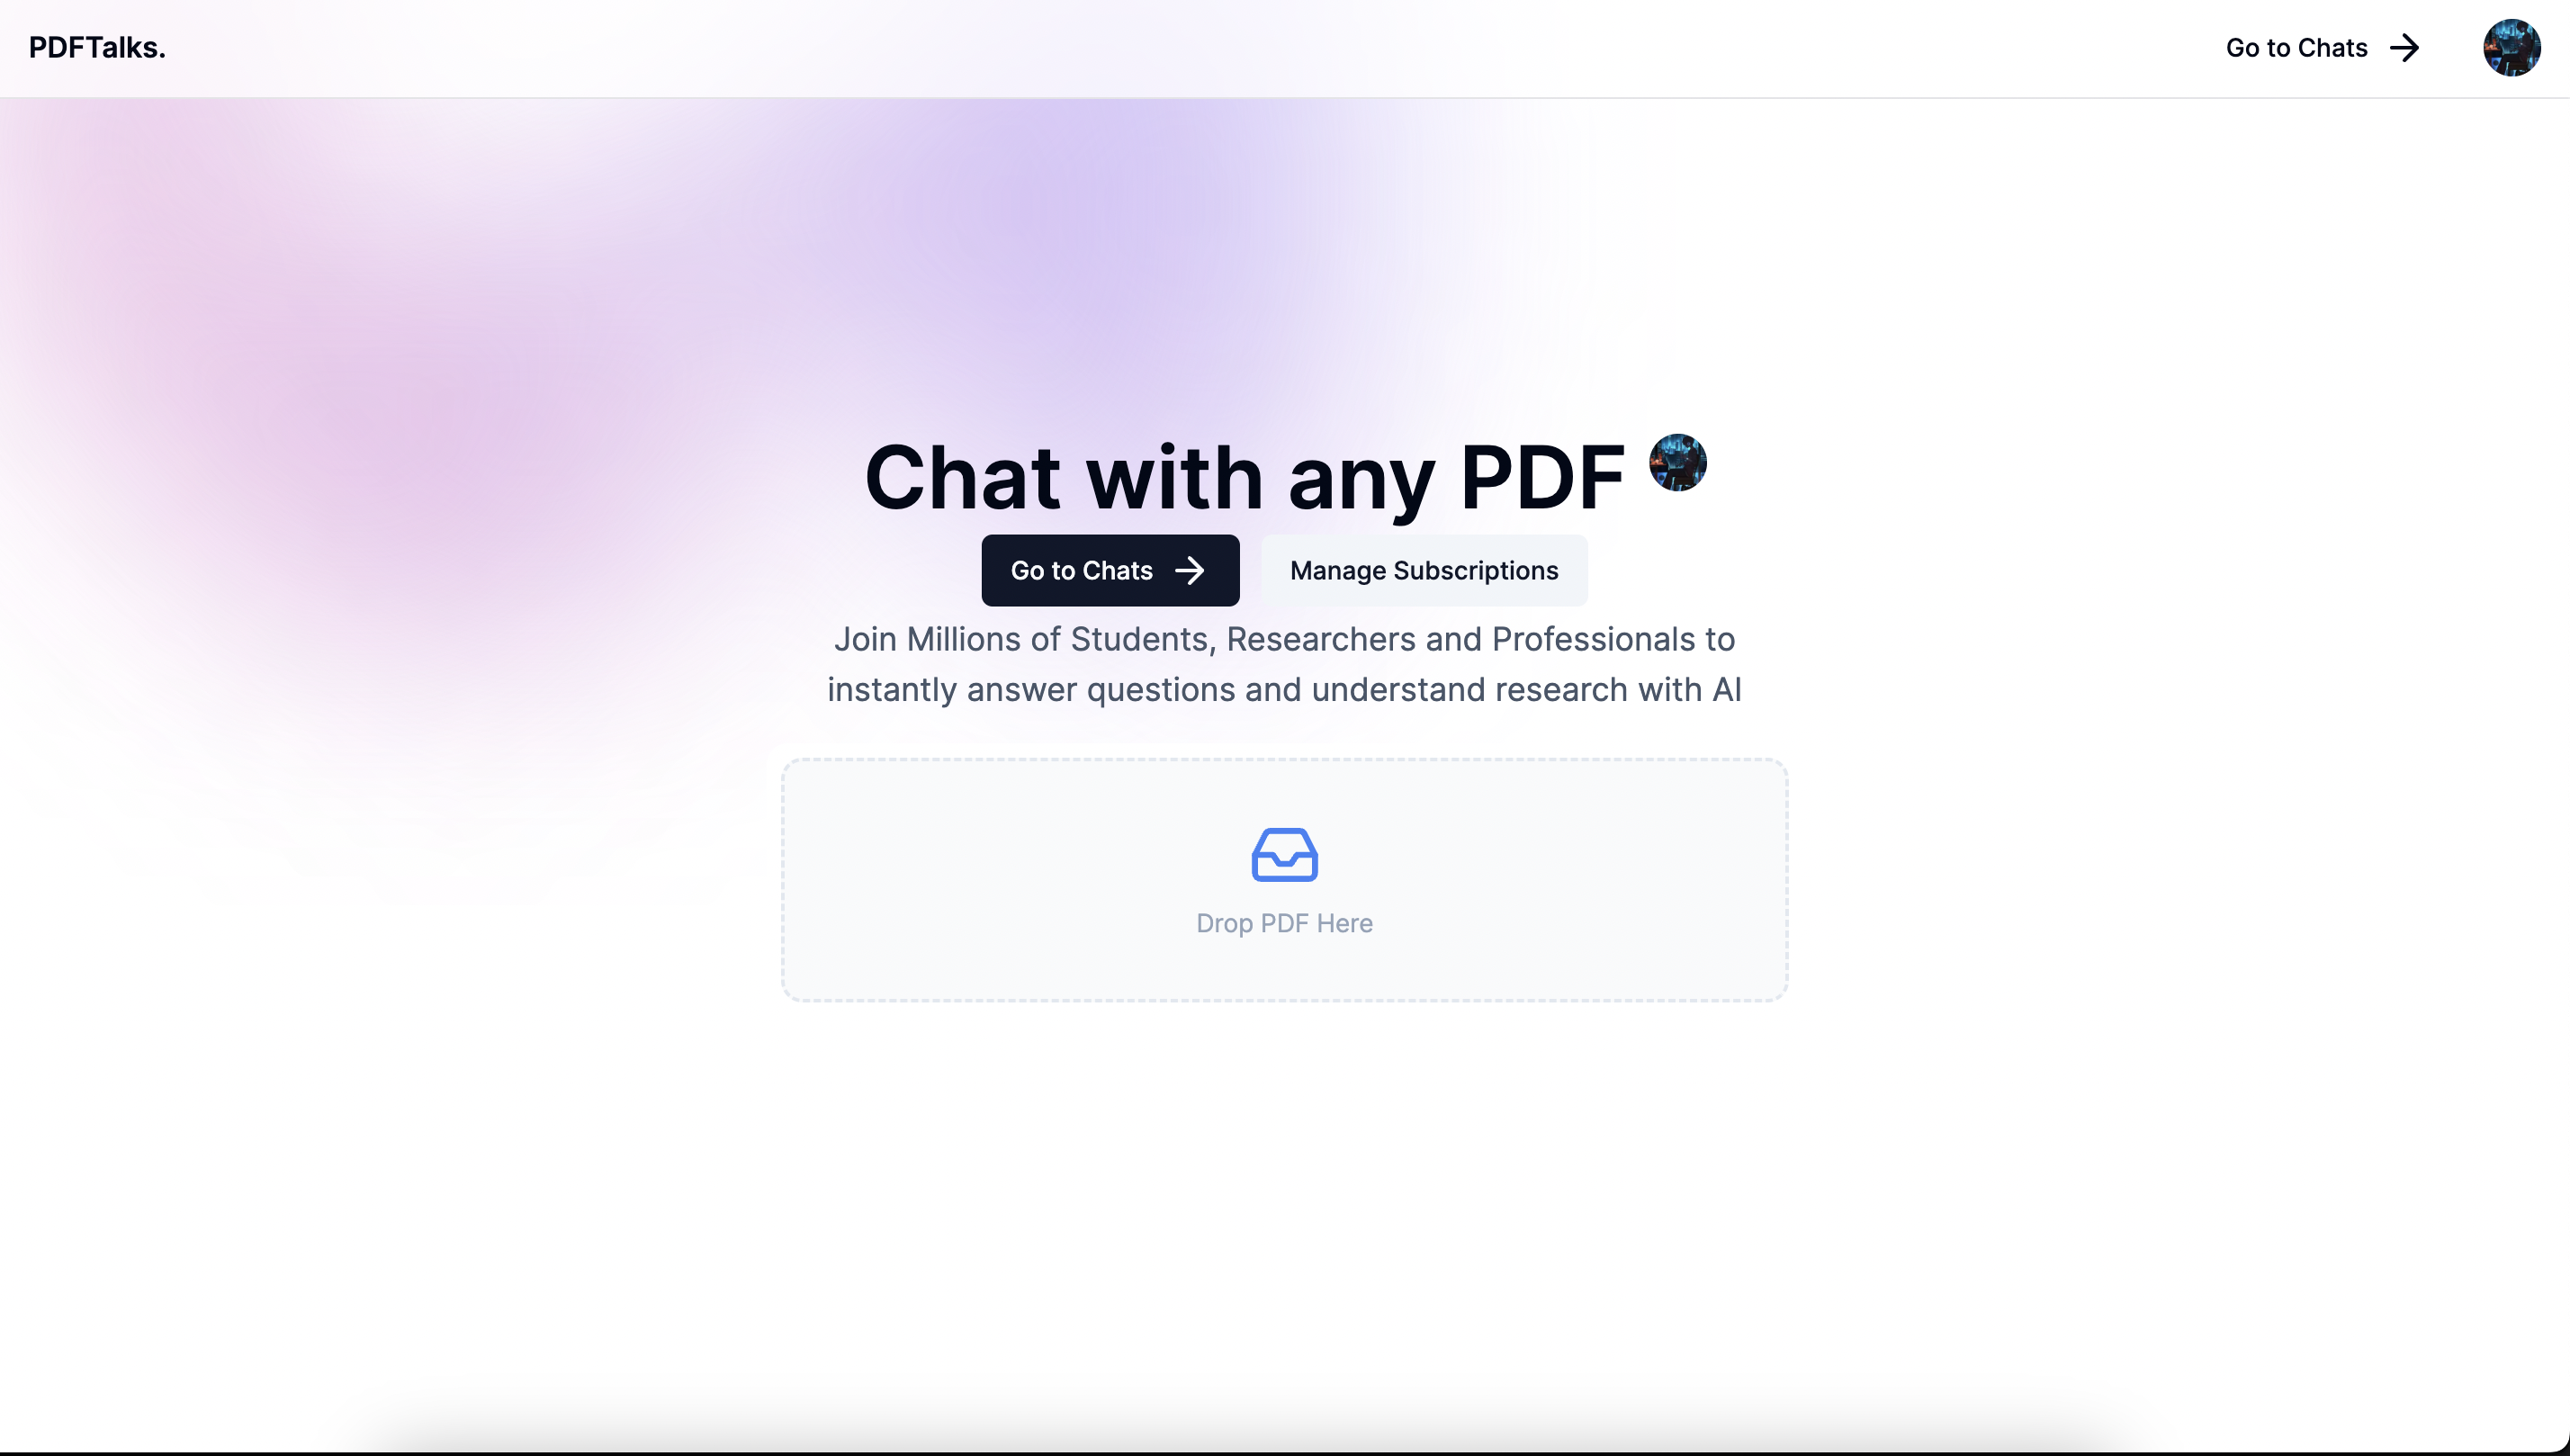 PDFTalks.
Go to Chats
Chat with any PDF
Go to Chats
Manage Subscriptions
Join Millions of Students, Researchers and Professionals to
instantly answer questions and understand research with AI
Drop PDF Here